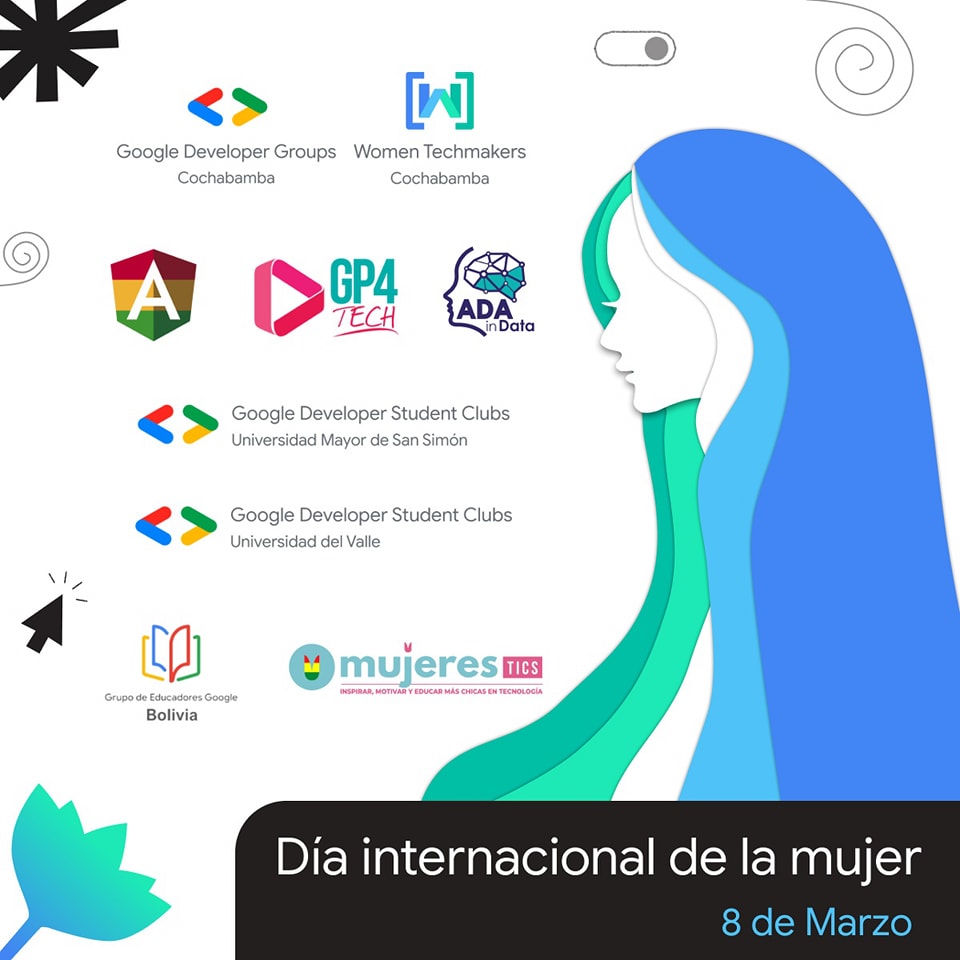 Google Developer Groups
Cochabamba
Women Techmakers
Cochabamba
A
GP4
TECH
ADA
in Data
Google Developer Student Clubs
Universidad Mayor de San Simón
Google Developer Student Clubs
Universidad del Valle
Grupo de Educadores Google
Bolivia
mujeres TICS
INSPIRAR, MOTIVAR Y EDUCAR MÁS CHICAS EN TECNOLOGÍA
Día internacional de la mujer
8 de Marzo